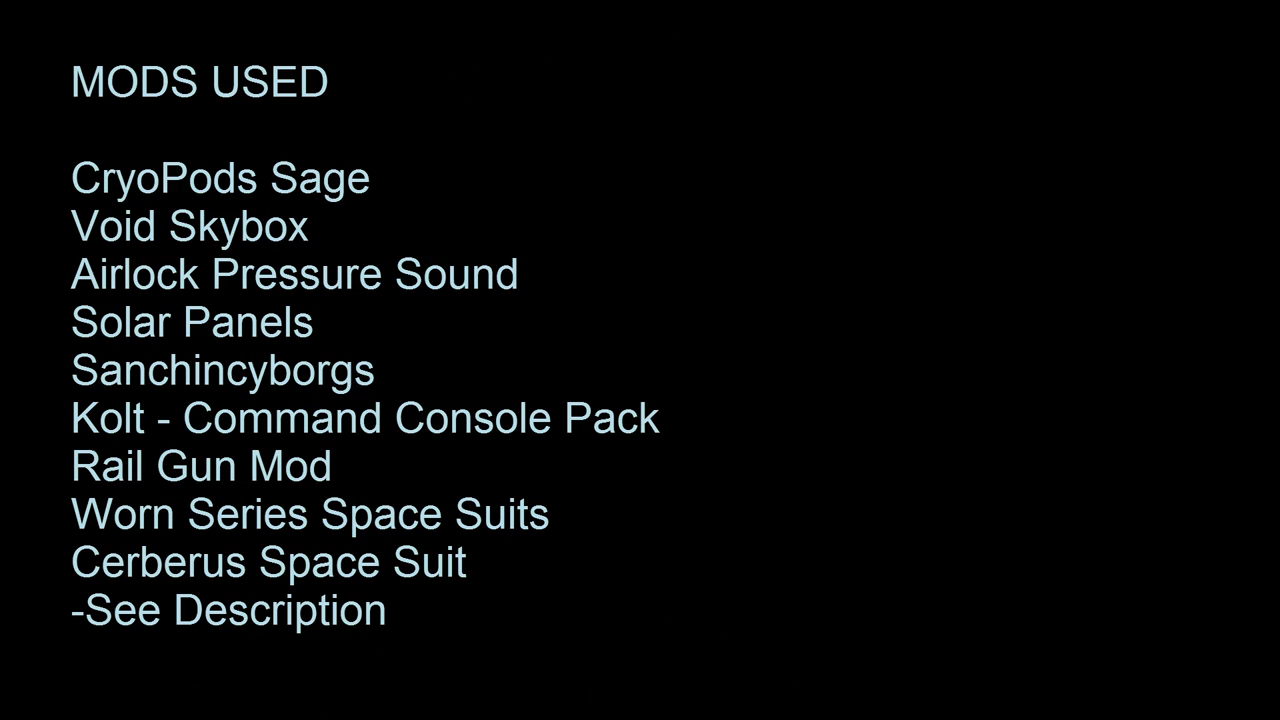 MODS USED
CryoPods Sage
Void Skybox
Airlock Pressure Sound
Solar Panels
Sanchincyborgs
Kolt - Command Console Pack
Rail Gun Mod
Worn Series Space Suits
Cerberus Space Suit
-See Description